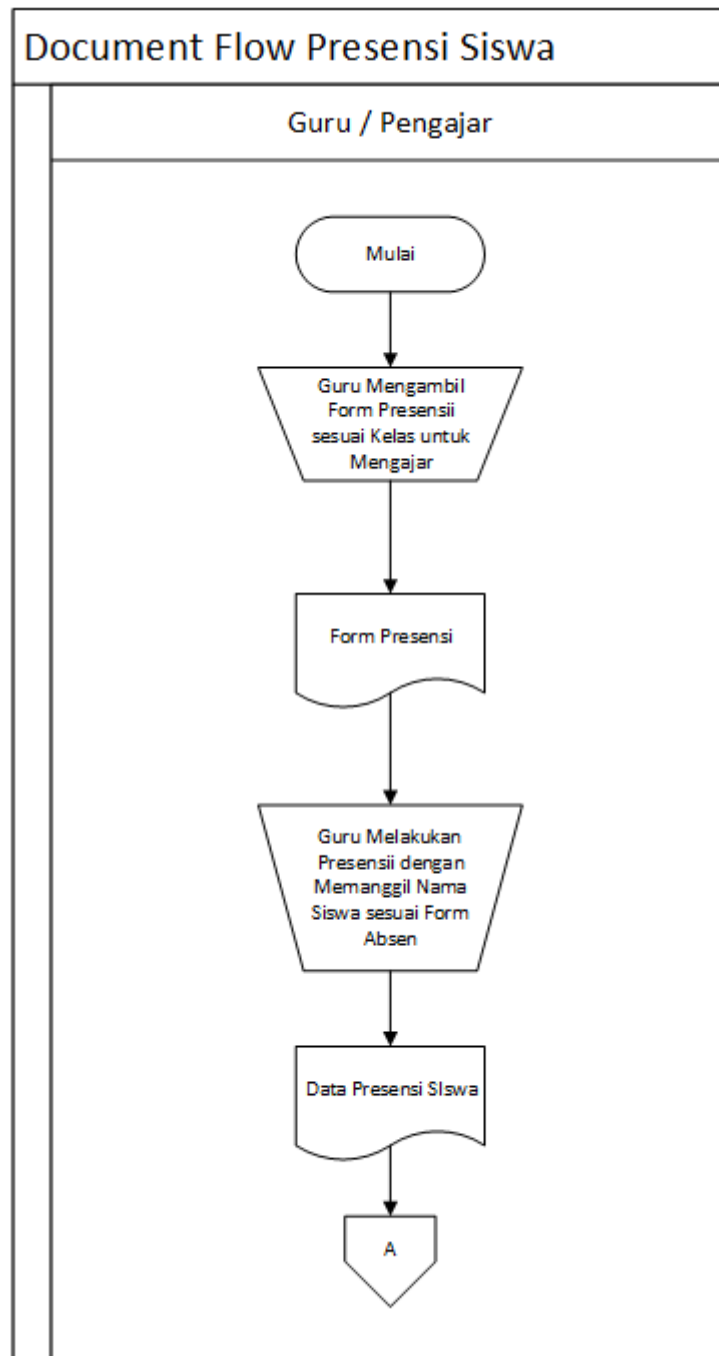 Document Flow Presensi Siswa
Guru / Pengajar
Mulai
Guru Mengambil
Form Presensii
sesuai Kelas untuk
Mengajar
Form Presensi
Guru Melakukan
Presensii dengan
Memanggil Nama
Siswa sesuai Form
Absen
Data Presensi SIswa
A